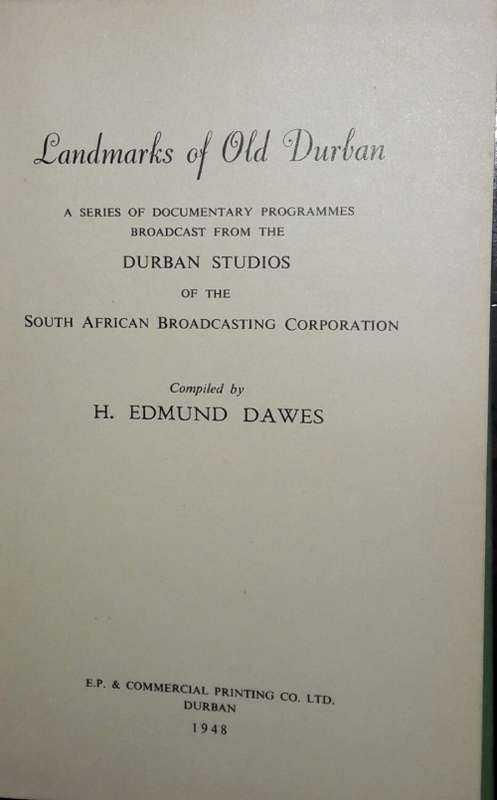 Landmarks of Old Durban
A SERIES OF DOCUMENTARY PROGRAMMES
BROADCAST FROM THE
DURBAN STUDIOS
OF THE
SOUTH AFRICAN BROADCASTING CORPORATION
Compiled by
H. EDMUND DAWES
E.P. & COMMERCIAL PRINTING CO. LTD.
DURBAN
1948